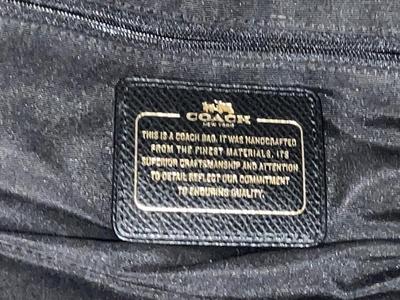 COACH
NEW YORK
THIS IS A COACH BAG. IT WAS HANDCRAFTED
FROM THE FINEST MATERIALS. ITS
SUPERIOR CRAFTSMANSHIP AND ATTENTION
TO DETAIL REFLECT OUR COMMITMENT
TO ENDURING QUALITY.